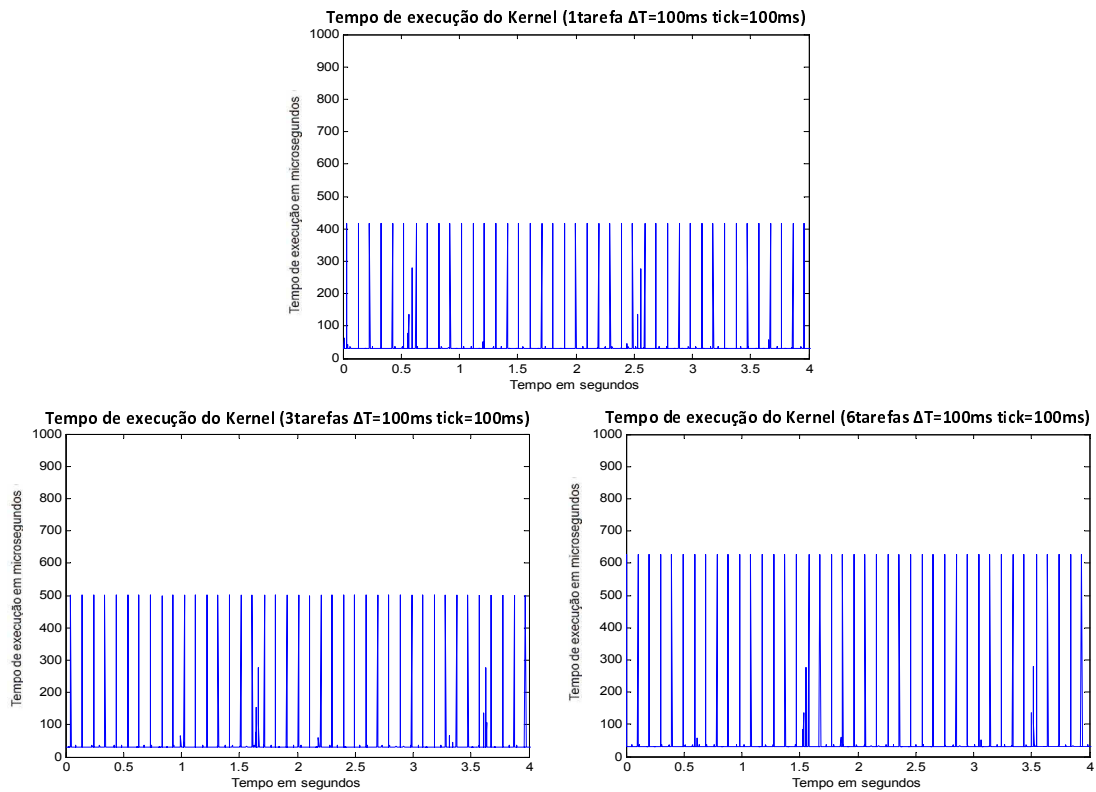 Tempo de execução do Kernel (1tarefa ΔT=100ms tick=100ms)
Tempo de execução em microsegundos
1000
900
800
700
600
500
400
300
200
100
0
0 0.5 1 1.5 2 2.5 3 3.5 4
Tempo em segundos
Tempo de execução do Kernel (3tarefas ΔT=100ms tick=100ms)
Tempo de execução em microsegundos
1000
900
800
700
600
500
400
300
200
100
0
0 0.5 1 1.5 2 2.5 3 3.5 4
Tempo em segundos
Tempo de execução do Kernel (6tarefas ΔT=100ms tick=100ms)
Tempo de execução em microsegundos
1000
900
800
700
600
500
400
300
200
100
0
0 0.5 1 1.5 2 2.5 3 3.5 4
Tempo em segundos